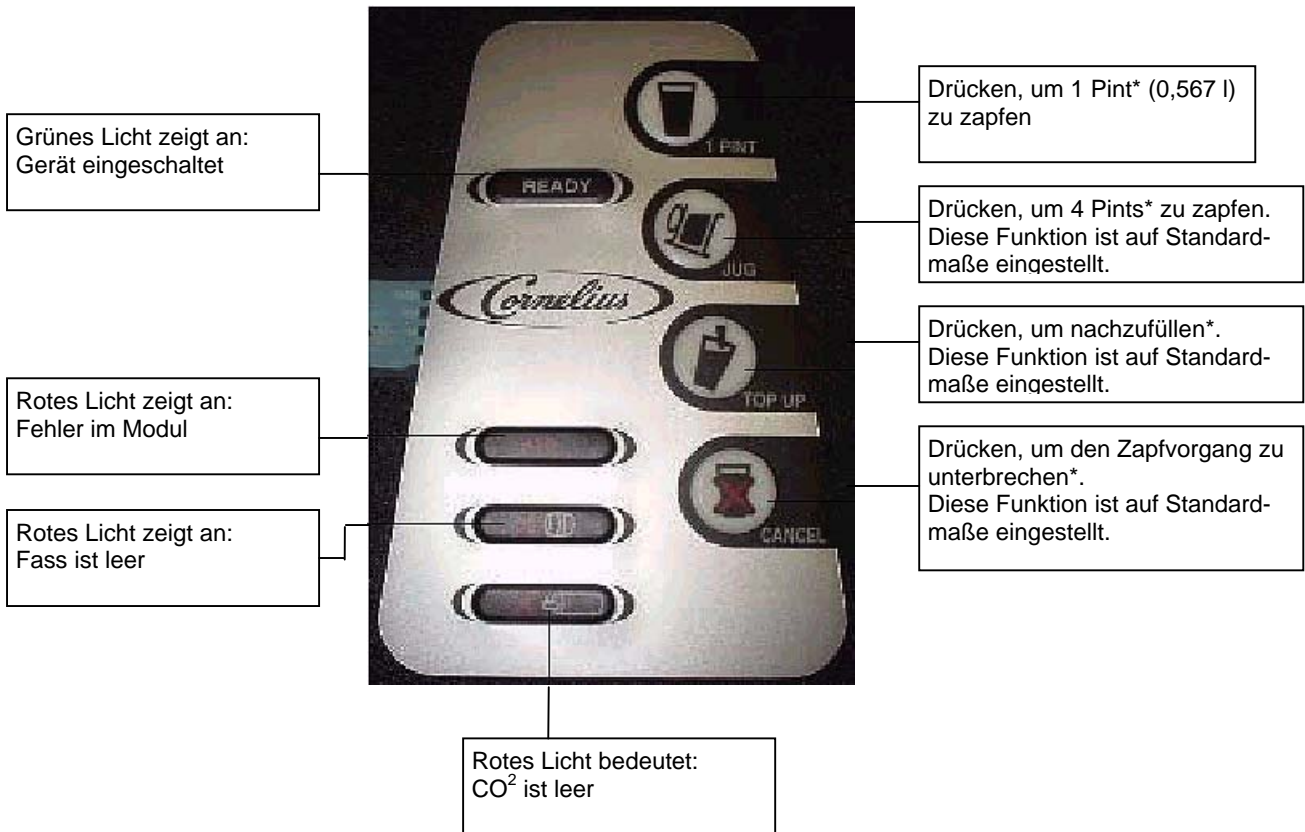 Grünes Licht zeigt an:
Gerät eingeschaltet
Rotes Licht zeigt an:
Fehler im Modul
Rotes Licht zeigt an:
Fass ist leer
1 PINT
READY
JUG
Cornelius
TOP UP
CANCEL
Drücken, um 1 Pint* (0,567 l)
zu zapfen
Drücken, um 4 Pints* zu zapfen.
Diese Funktion ist auf Standard-
maße eingestellt.
Drücken, um nachzufüllen*.
Diese Funktion ist auf Standard-
maße eingestellt.
Drücken, um den Zapfvorgang zu
unterbrechen*.
Diese Funktion ist auf Standard-
maße eingestellt.
Rotes Licht bedeutet:
CO² ist leer